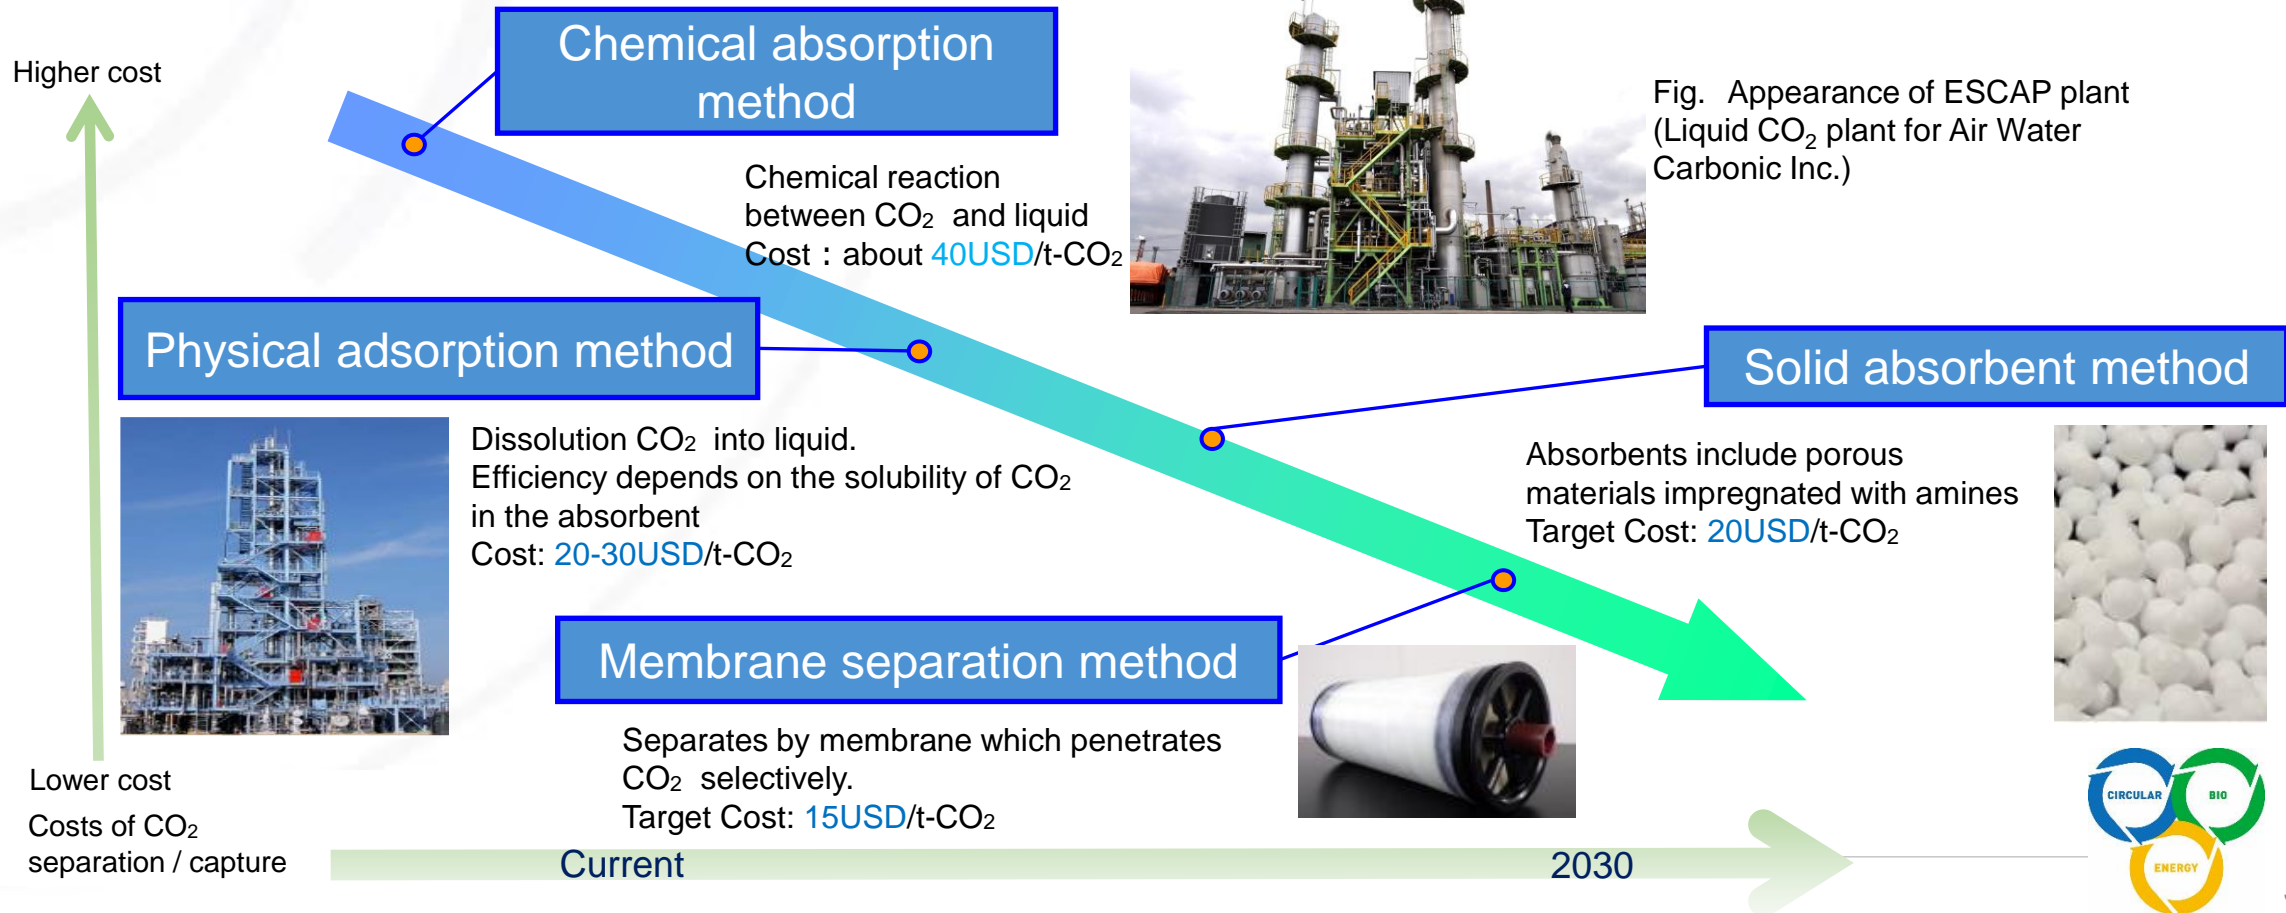 Higher cost
Chemical absorption
method
Chemical reaction
between CO₂ and liquid
Cost：about 40USD/t-CO₂
Fig. Appearance of ESCAP plant
(Liquid CO₂ plant for Air Water
Carbonic Inc.)
Physical adsorption method
Dissolution CO₂ into liquid.
Efficiency depends on the solubility of CO₂
in the absorbent
Cost: 20-30USD/t-CO₂
Solid absorbent method
Absorbents include porous
materials impregnated with amines
Target Cost: 20USD/t-CO₂
Membrane separation method
Separates by membrane which penetrates
CO₂ selectively.
Target Cost: 15USD/t-CO₂
Lower cost
Costs of CO₂
separation / capture
Current
2030
CIRCULAR
BIO
ENERGY